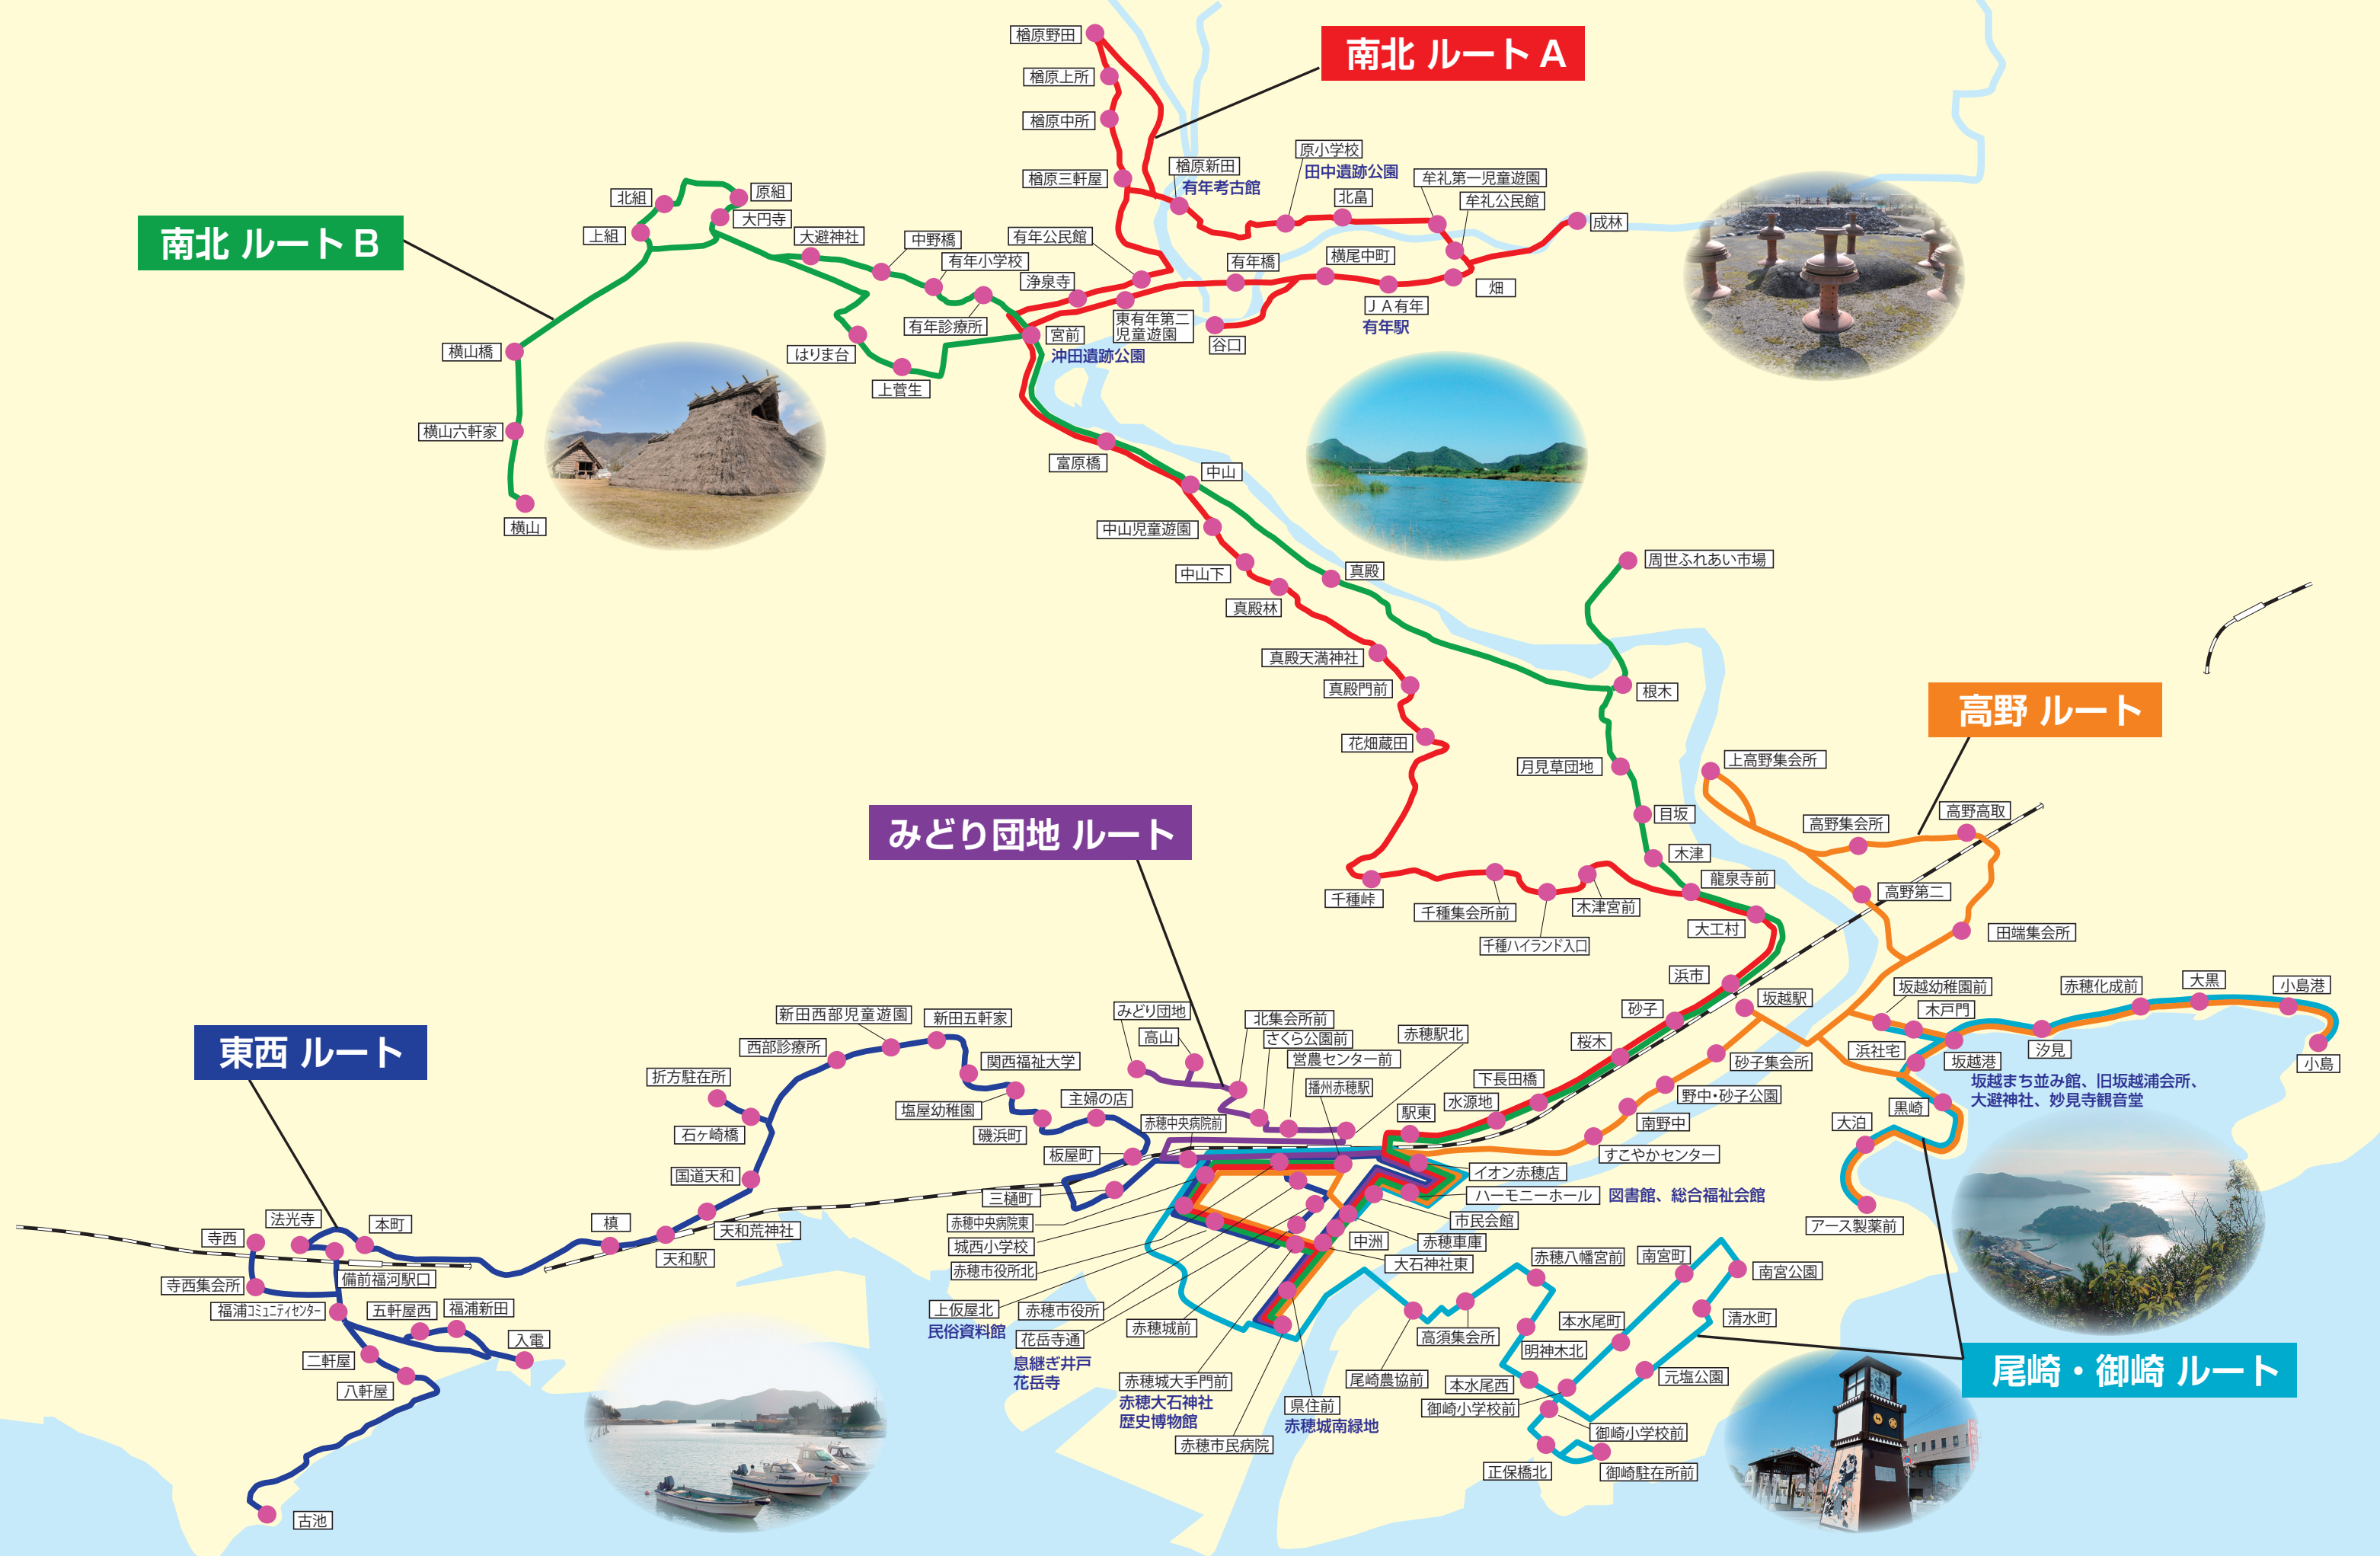 南北 ルート A
楢原野田
楢原上所
楢原中所
楢原三軒屋
楢原新田
有年考古館
原小学校
田中遺跡公園
北畠
牟礼第一児童遊園
牟礼公民館
成林
有年公民館
浄泉寺
有年橋
横尾中町
ＪＡ有年
有年駅
畑
東有年第二
児童遊園
谷口
宮前
沖田遺跡公園
南北 ルート B
北組
原組
上組
大円寺
大避神社
中野橋
有年小学校
有年診療所
はりま台
上菅生
横山橋
横山六軒家
横山
富原橋
中山
中山児童遊園
中山下
真殿
真殿林
真殿天満神社
真殿門前
花畑蔵田
周世ふれあい市場
根木
月見草団地
目坂
木津
龍泉寺前
千種峠
千種集会所前
木津宮前
千種ハイランド入口
大工村
浜市
砂子
桜木
下長田橋
水源地
駅東
高野 ルート
上高野集会所
高野集会所
高野高取
高野第二
田端集会所
坂越駅
坂越幼稚園前
木戸門
赤穂化成前
大黒
小島港
小島
汐見
浜社宅
坂越港
坂越まち並み館、旧坂越浦会所、
大避神社、妙見寺観音堂
砂子集会所
野中・砂子公園
南野中
すこやかセンター
黒崎
大泊
アース製薬前
みどり団地 ルート
みどり団地
高山
北集会所前
さくら公園前
営農センター前
播州赤穂駅
赤穂駅北
赤穂中央病院前
東西 ルート
新田西部児童遊園
新田五軒家
西部診療所
関西福祉大学
折方駐在所
塩屋幼稚園
主婦の店
石ヶ崎橋
磯浜町
板屋町
国道天和
三樋町
天和荒神社
天和駅
槙
本町
法光寺
寺西
備前福河駅口
寺西集会所
福浦コミュニティセンター
五軒屋西
福浦新田
入電
二軒屋
八軒屋
古池
赤穂中央病院東
城西小学校
赤穂市役所北
上仮屋北
民俗資料館
赤穂市役所
花岳寺通
息継ぎ井戸
花岳寺
赤穂城前
赤穂城大手門前
赤穂大石神社
歴史博物館
赤穂市民病院
県住前
赤穂城南緑地
イオン赤穂店
ハーモニーホール
図書館、総合福祉会館
市民会館
赤穂車庫
中洲
大石神社東
赤穂八幡宮前
南宮町
南宮公園
清水町
本水尾町
高須集会所
明神木北
尾崎農協前
本水尾西
元塩公園
御崎小学校前
御崎小学校前
正保橋北
御崎駐在所前
尾崎・御崎 ルート